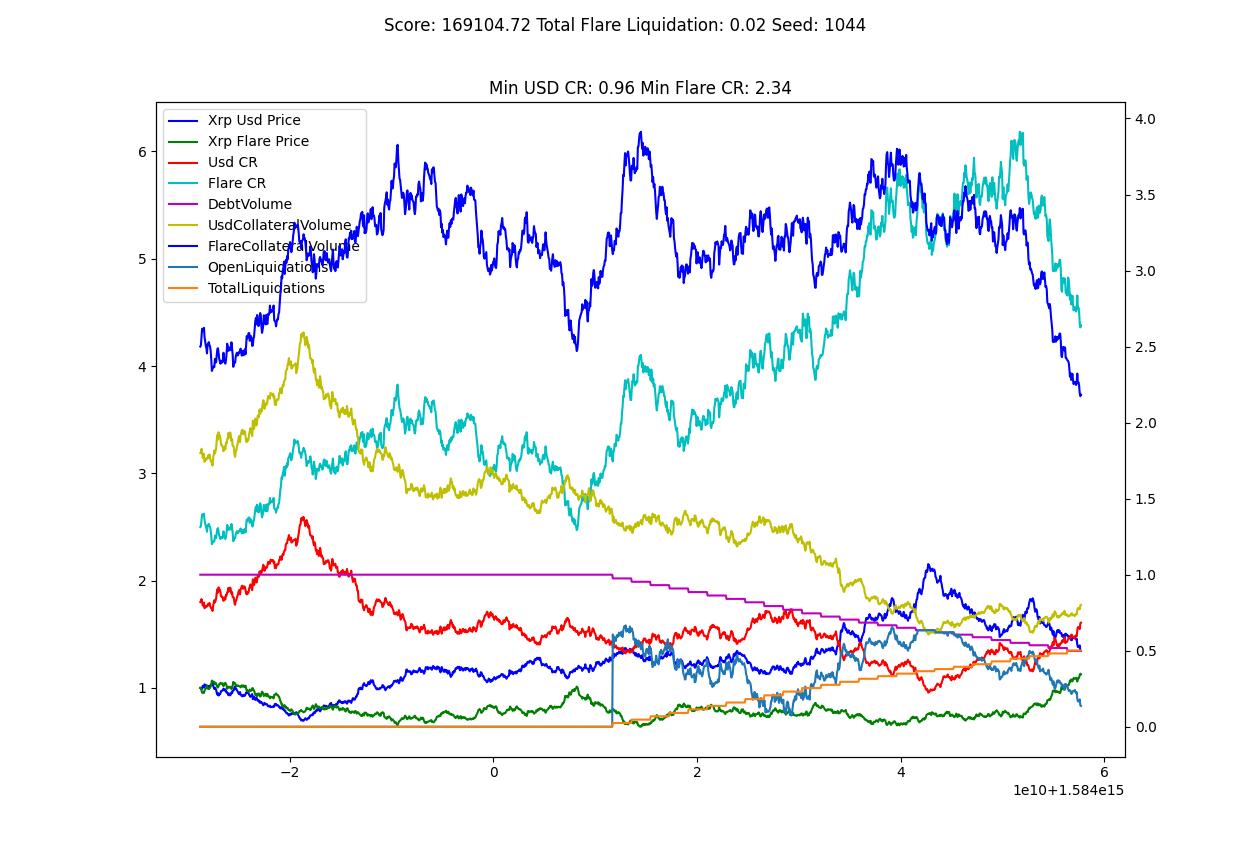 Score: 169104.72 Total Flare Liquidation: 0.02 Seed: 1044
Min USD CR: 0.96 Min Flare CR: 2.34
Xrp Usd Price
Xrp Flare Price
Usd CR
Flare CR
DebtVolume
UsdCollateralVolume
FlareCollateralVolume
OpenLiquidations
TotalLiquidations
6
5
4
3
2
1
4.0
3.5
3.0
2.5
2.0
1.5
1.0
0.5
0.0
−2 0 2 4 6
1e10+1.584e15